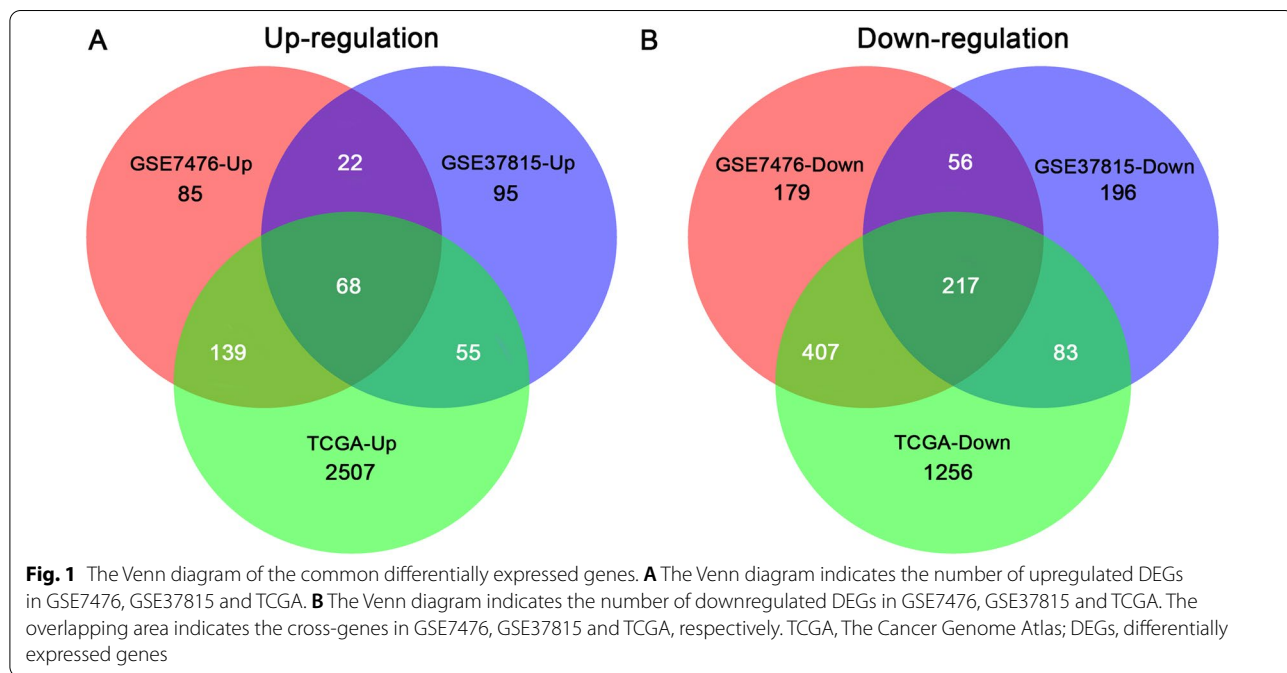 A
Up-regulation
GSE7476-Up
85
22
GSE37815-Up
95
68
139
55
TCGA-Up
2507
B
Down-regulation
GSE7476-Down
179
56
GSE37815-Down
196
217
407
83
TCGA-Down
1256
Fig. 1 The Venn diagram of the common differentially expressed genes. A The Venn diagram indicates the number of upregulated DEGs
in GSE7476, GSE37815 and TCGA. B The Venn diagram indicates the number of downregulated DEGs in GSE7476, GSE37815 and TCGA. The
overlapping area indicates the cross-genes in GSE7476, GSE37815 and TCGA, respectively. TCGA, The Cancer Genome Atlas; DEGs, differentially
expressed genes